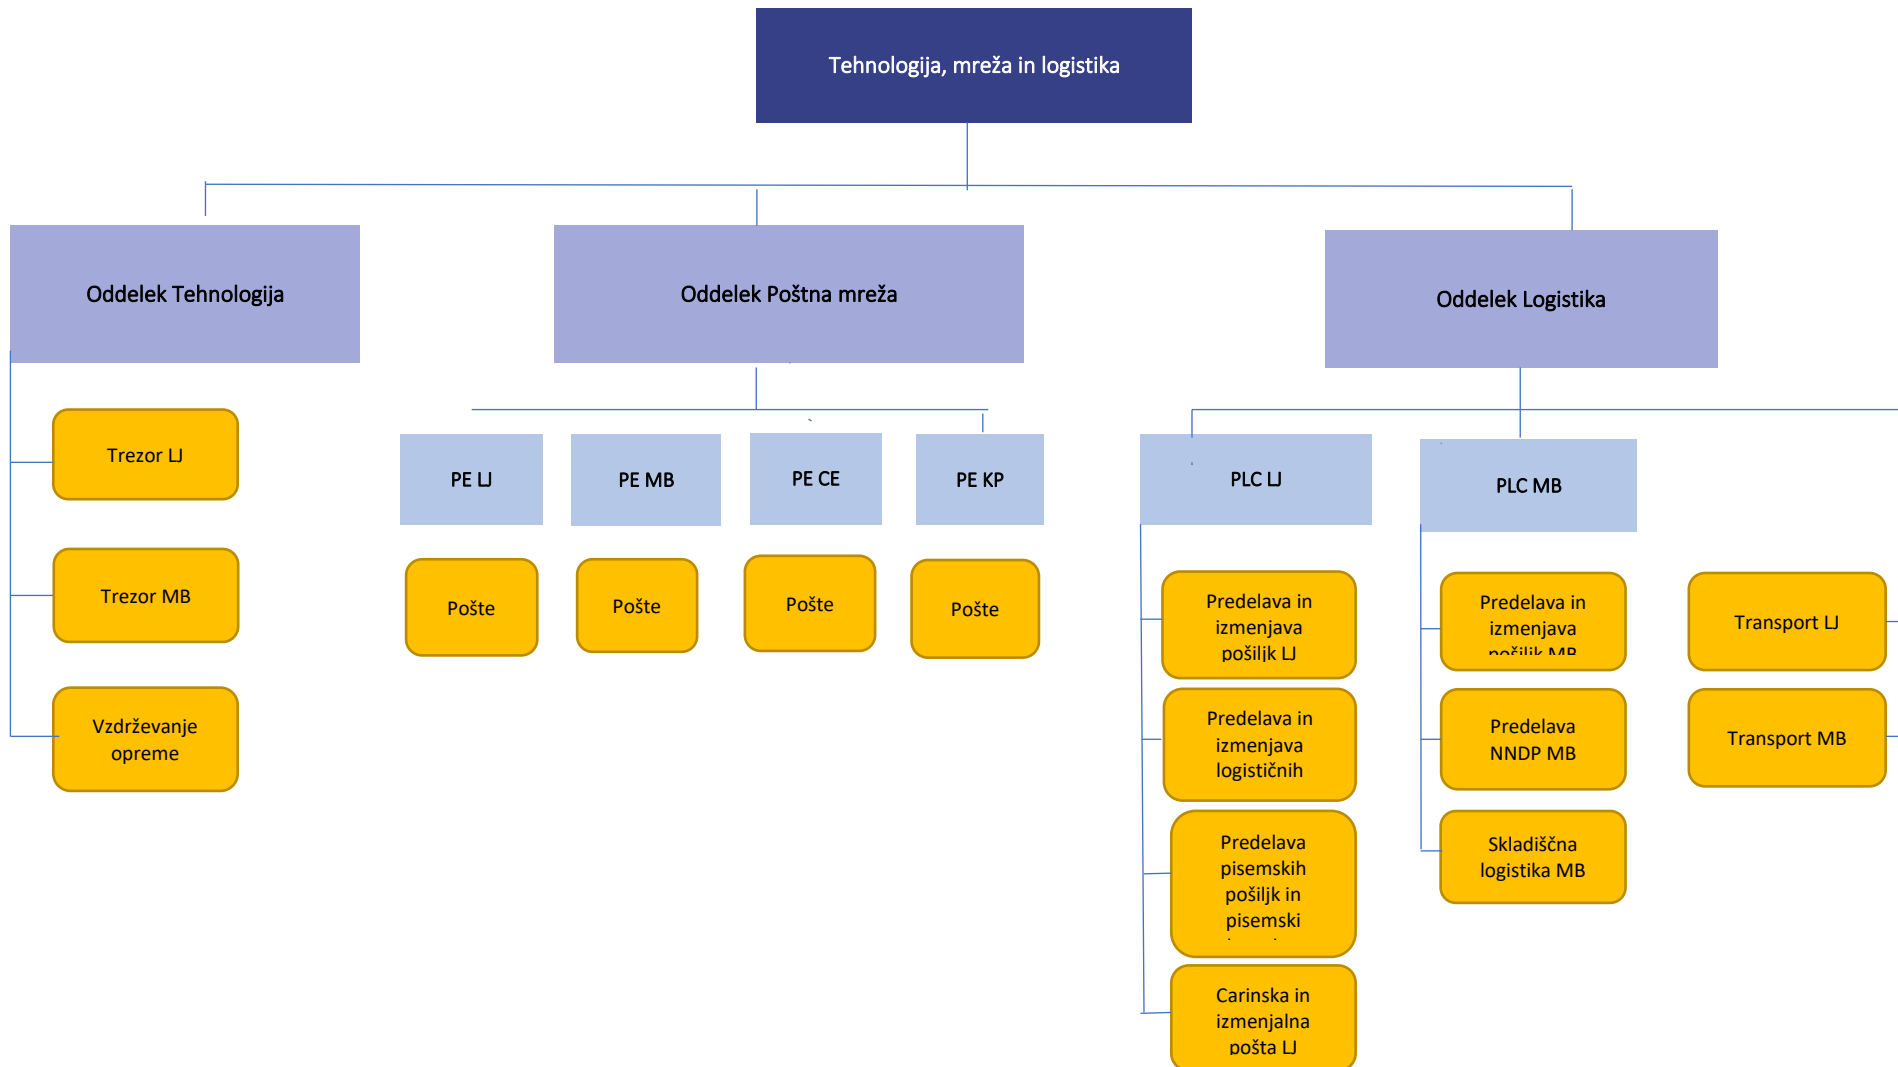 Tehnologija, mreža in logistika
Oddelek Tehnologija
Oddelek Poštna mreža
Oddelek Logistika
Trezor LJ
Trezor MB
Vzdrževanje
opreme
PE LJ
PE MB
PE CE
PE KP
Pošte
Pošte
Pošte
Pošte
PLC LJ
PLC MB
Predelava in
izmenjava
pošiljk LJ
Predelava in
izmenjava
logističnih
Predelava
pisemskih
pošiljk in
pisemski
Carinska in
izmenjalna
pošta LJ
Predelava in
izmenjava
pošiljk MB
Predelava
NNDP MB
Skladiščna
logistika MB
Transport LJ
Transport MB